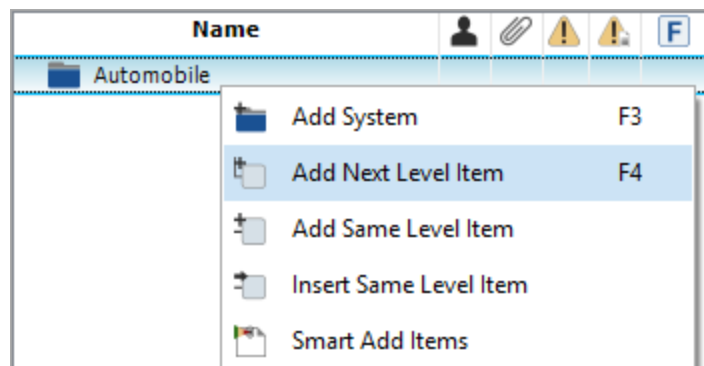 Name F
Automobile
Add System F3
Add Next Level Item F4
Add Same Level Item
Insert Same Level Item
Smart Add Items